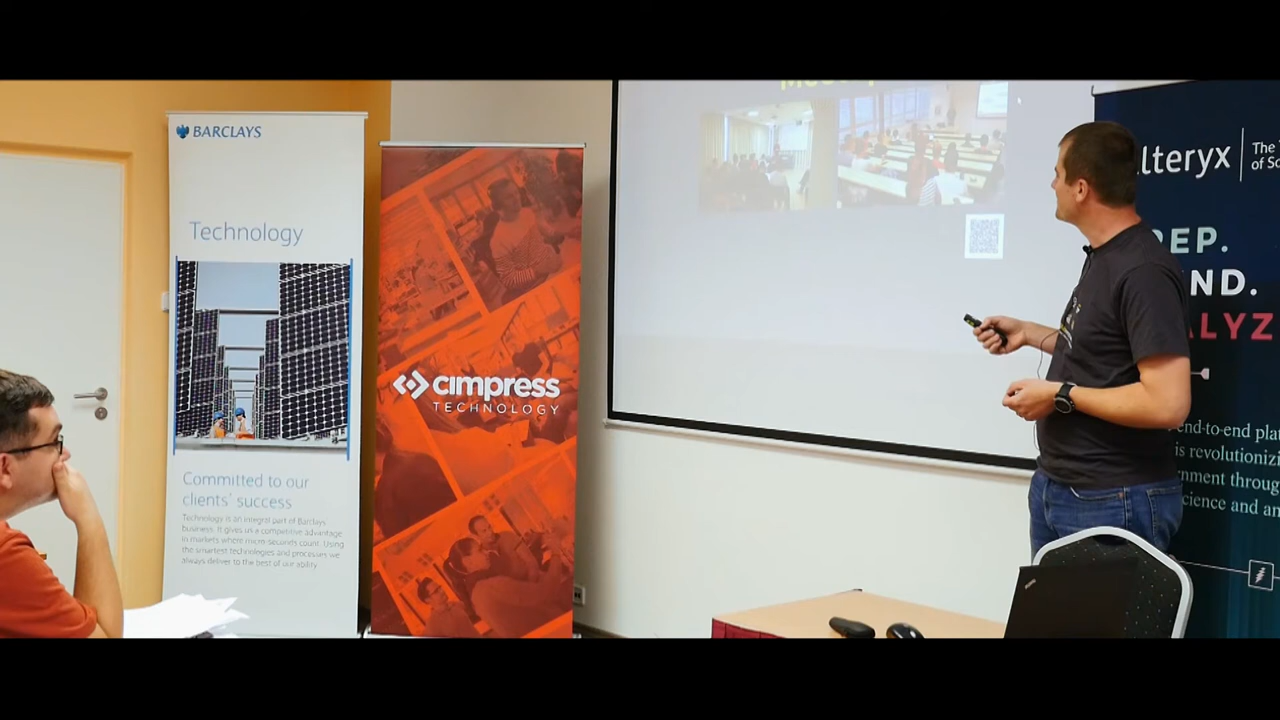 BARCLAYS
Technology
Committed to our
clients' success
Technology is an integral part of Barclays
business. It gives us a competitive advantage
in markets where micro-seconds count. Using
the smartest technologies and processes we
always deliver to the best of our ability
cimpress
TECHNOLOGY
lteryx
The
of Sc
EP.
ND.
LYZ
end-to-end plat
is revolutionizi
nment through
cience and an